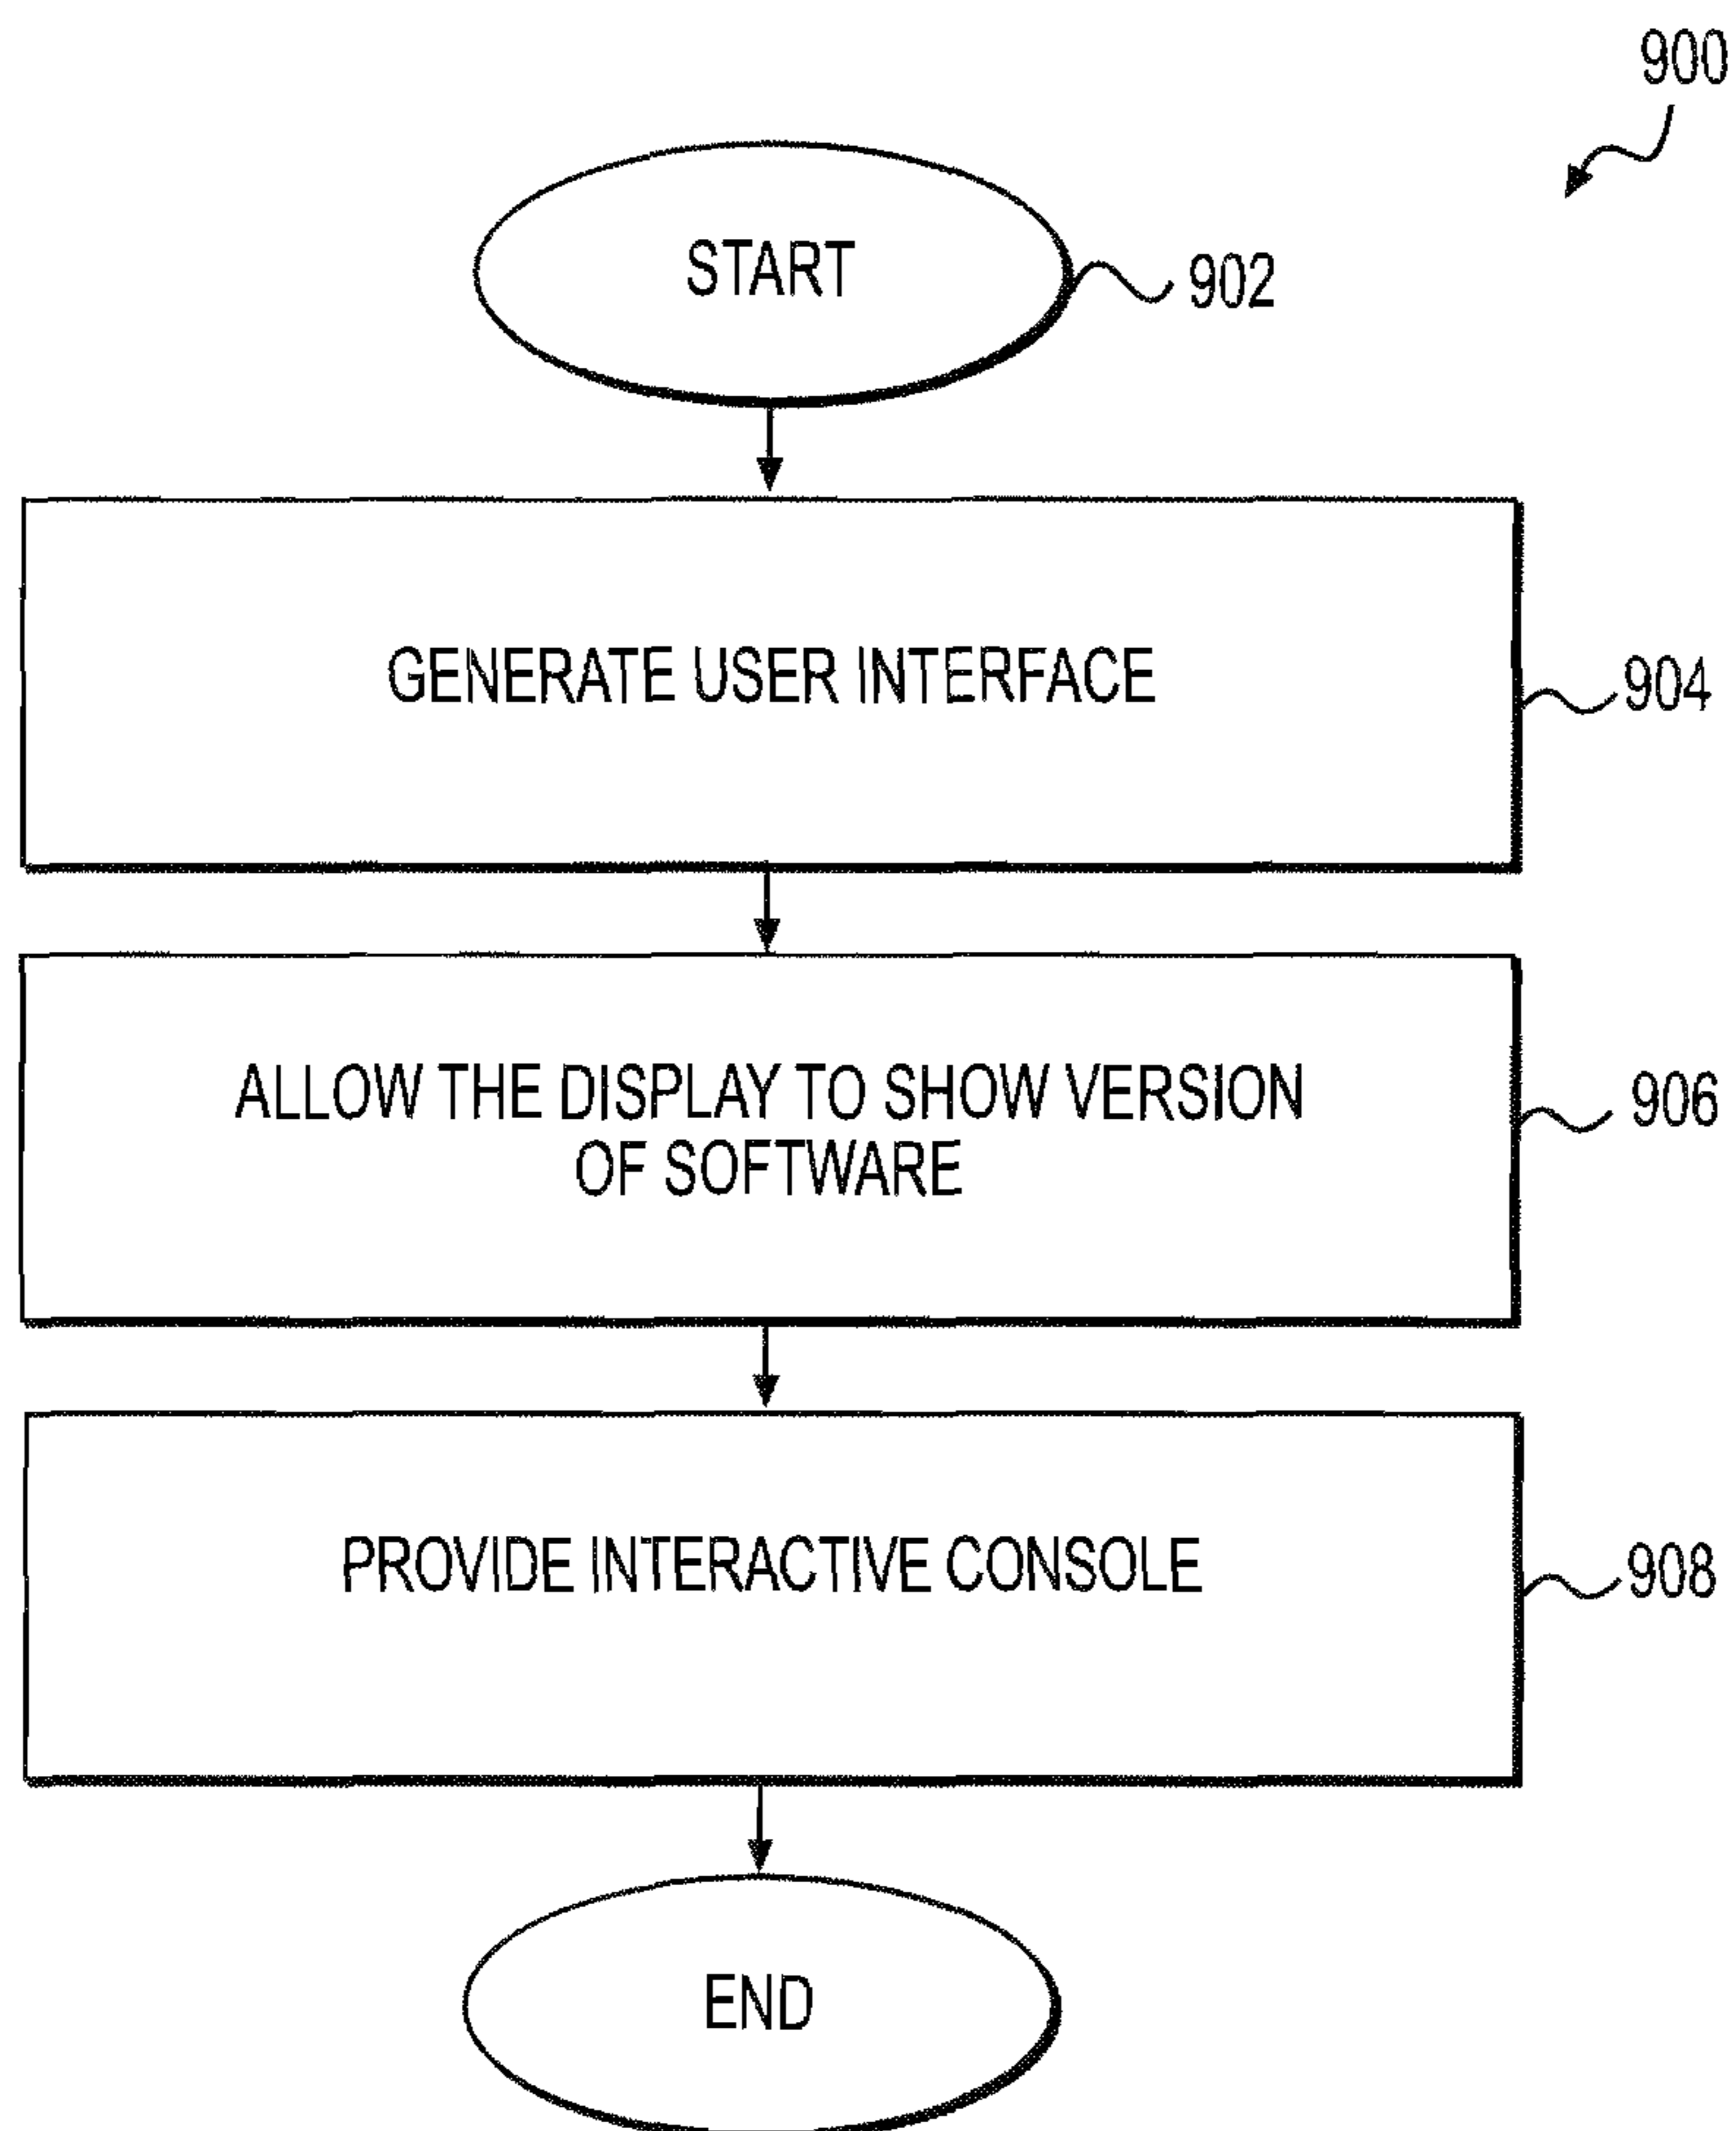 900
START
902
GENERATE USER INTERFACE
904
ALLOW THE DISPLAY TO SHOW VERSION
OF SOFTWARE
906
PROVIDE INTERACTIVE CONSOLE
908
END